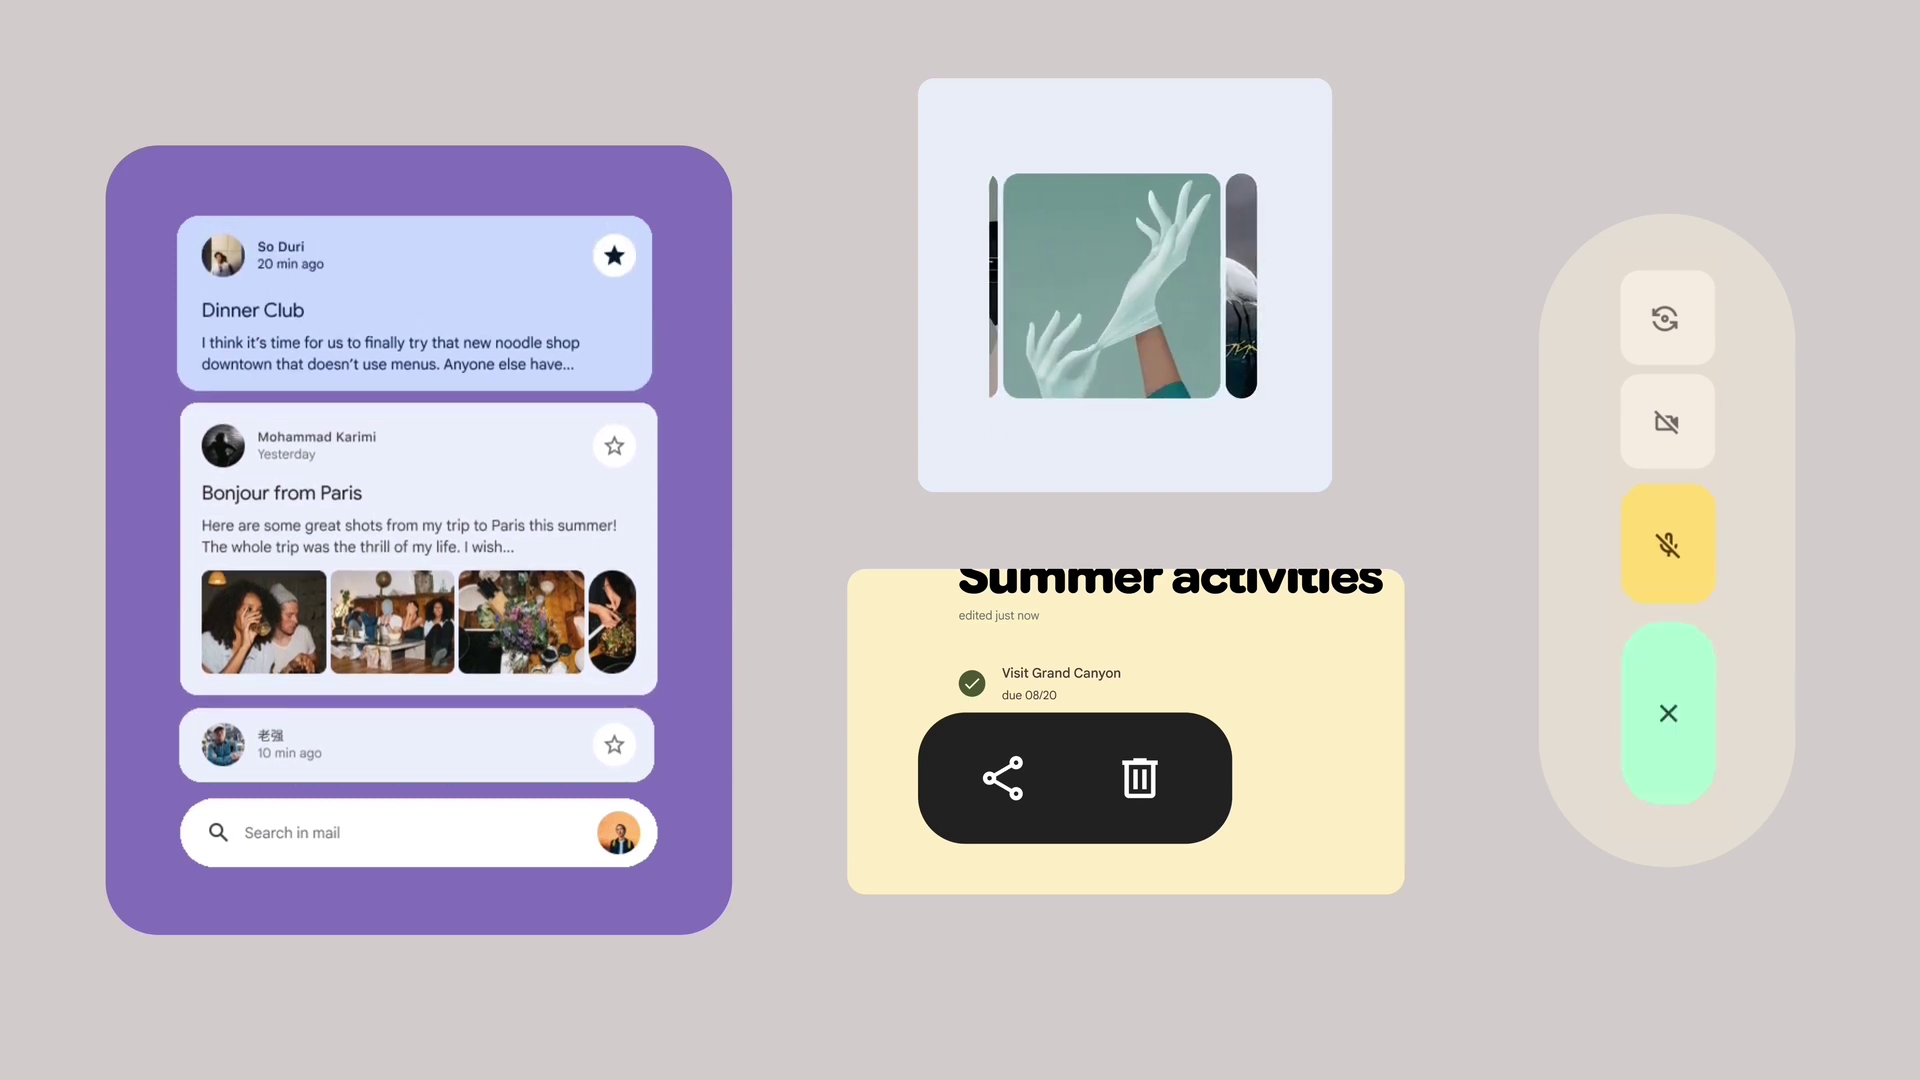 So Duri
20 min ago
Dinner Club
I think it’s time for us to finally try that new noodle shop
downtown that doesn’t use menus. Anyone else have...
Mohammad Karimi
Yesterday
Bonjour from Paris
Here are some great shots from my trip to Paris this summer!
The whole trip was the thrill of my life. I wish...
老强
10 min ago
Search in mail
Summer activities
edited just now
Visit Grand Canyon
due 08/20